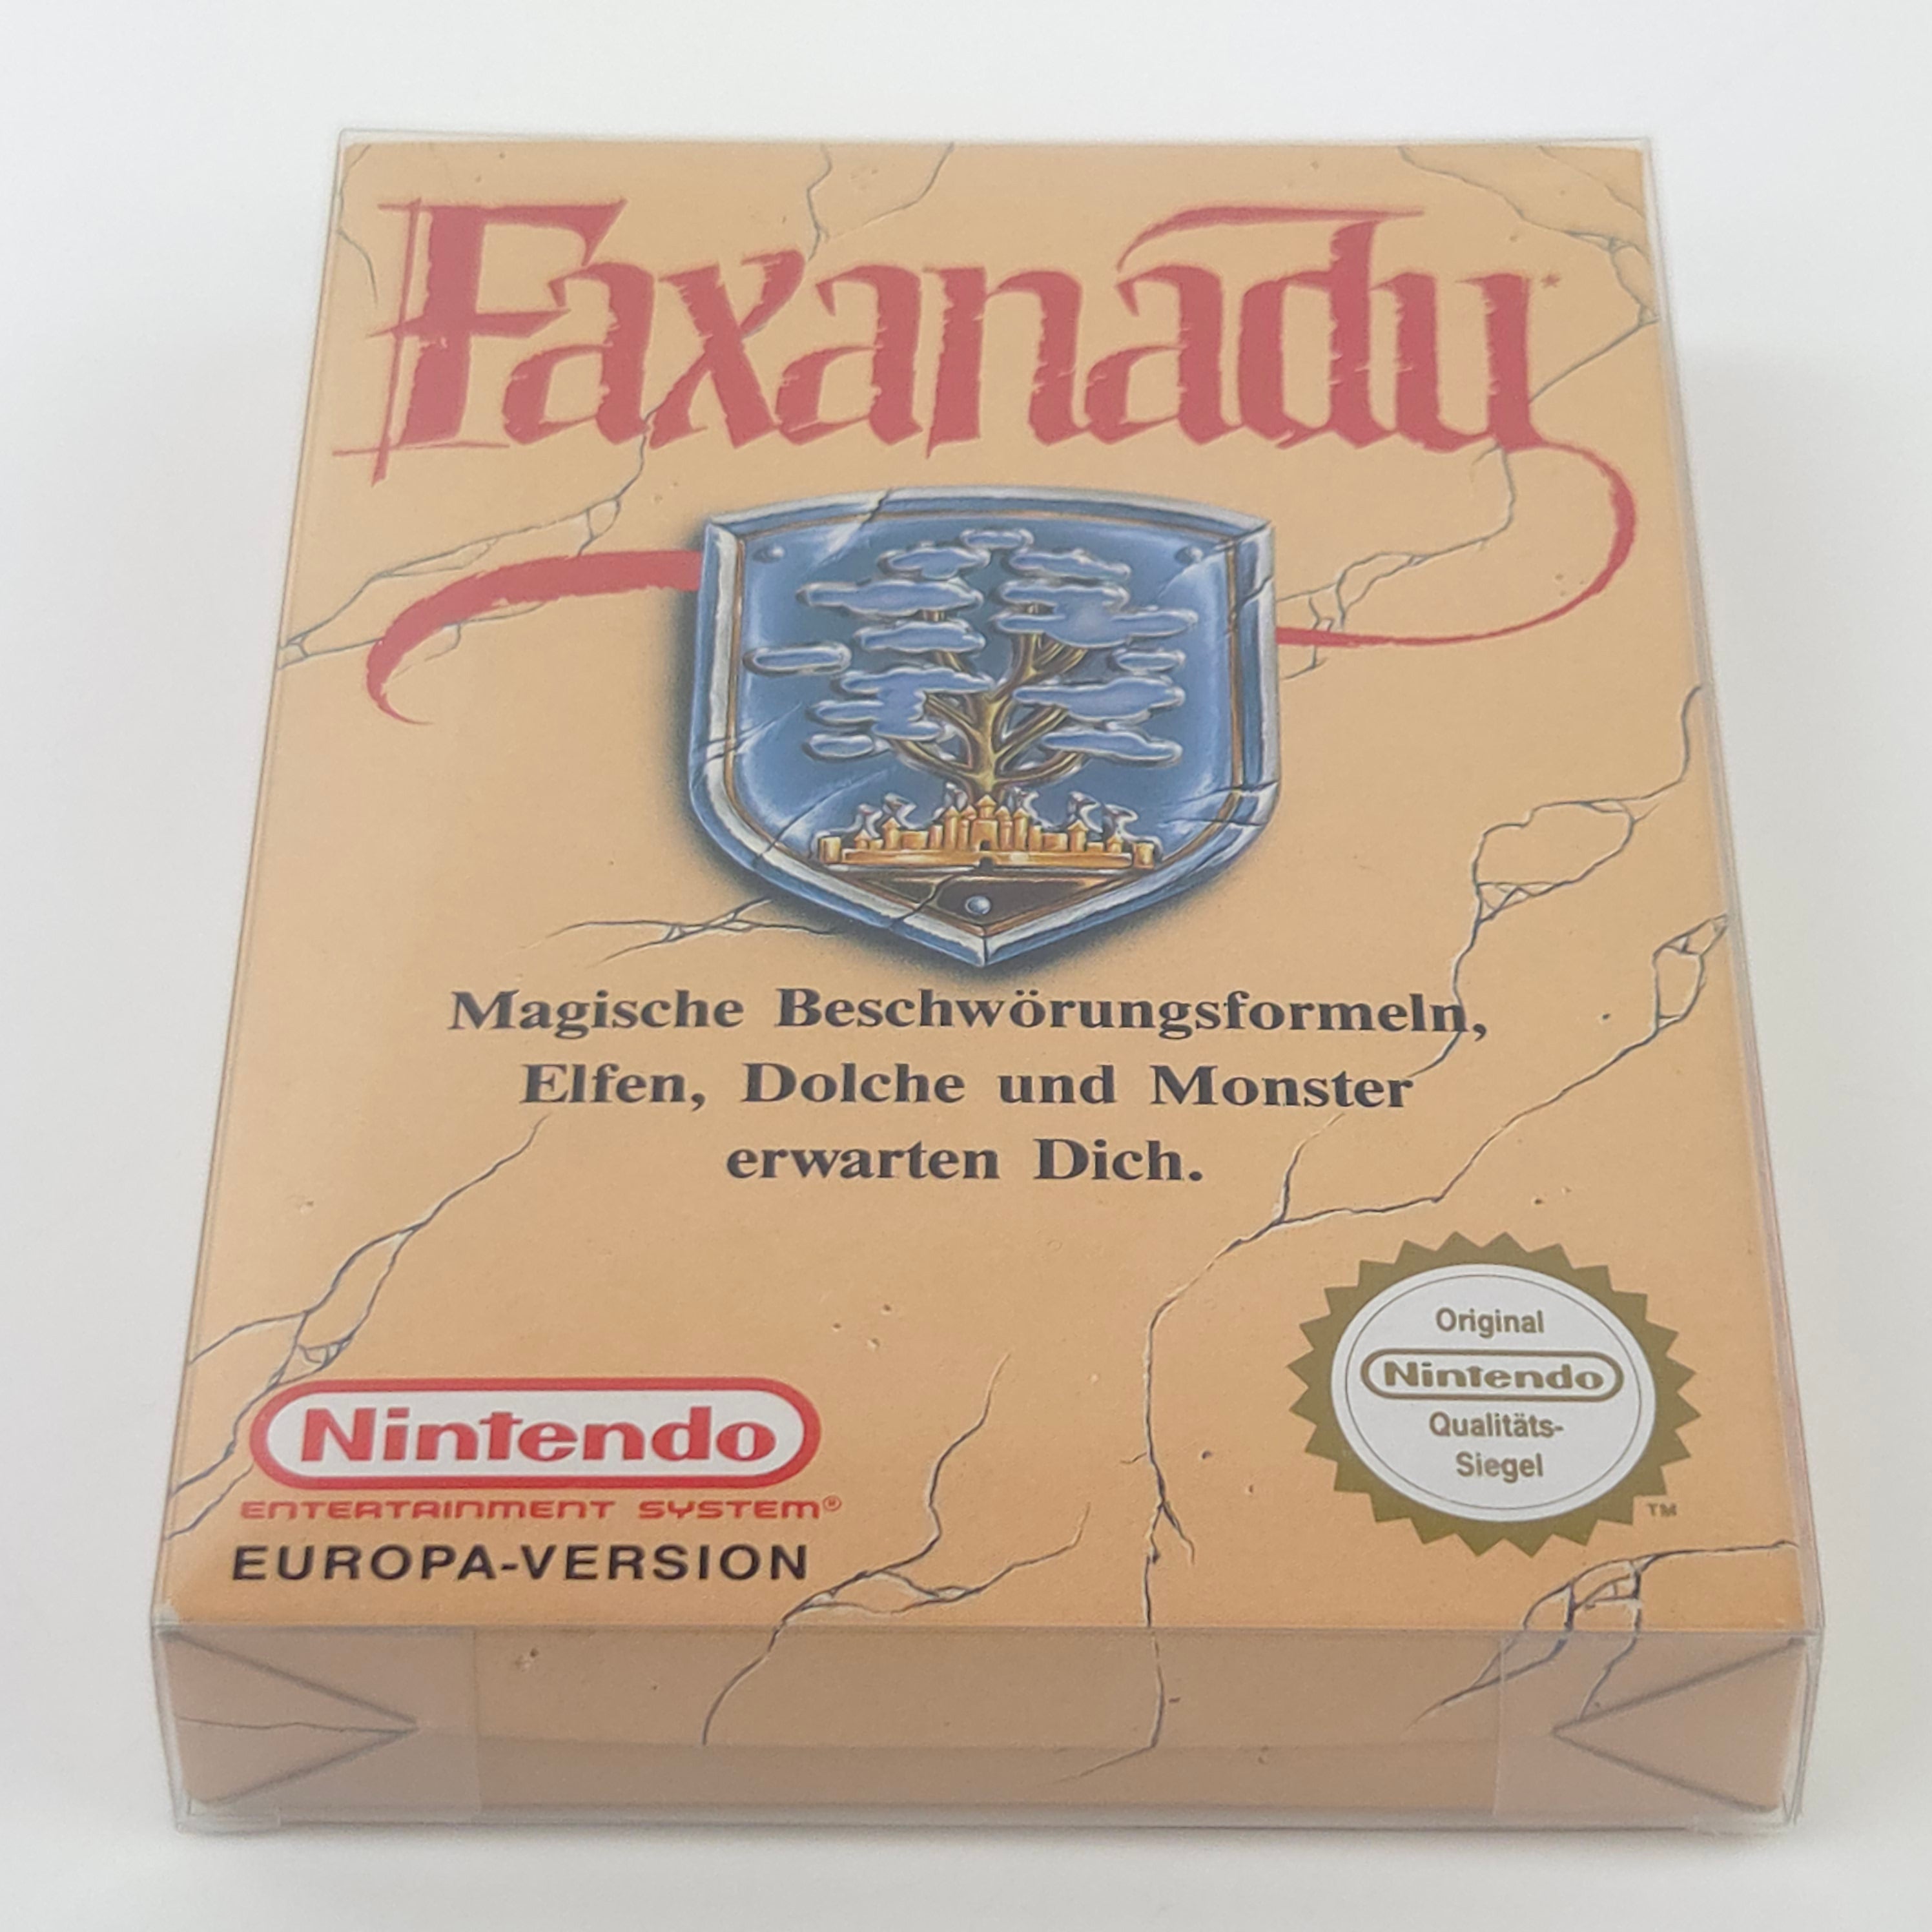 Faxanadu
Magische Beschwörungsformeln,
Elfen, Dolche und Monster
erwarten Dich.
Nintendo
ENTERTAINMENT SYSTEM®
EUROPA-VERSION
Original
Nintendo
Qualitäts-
Siegel
TM